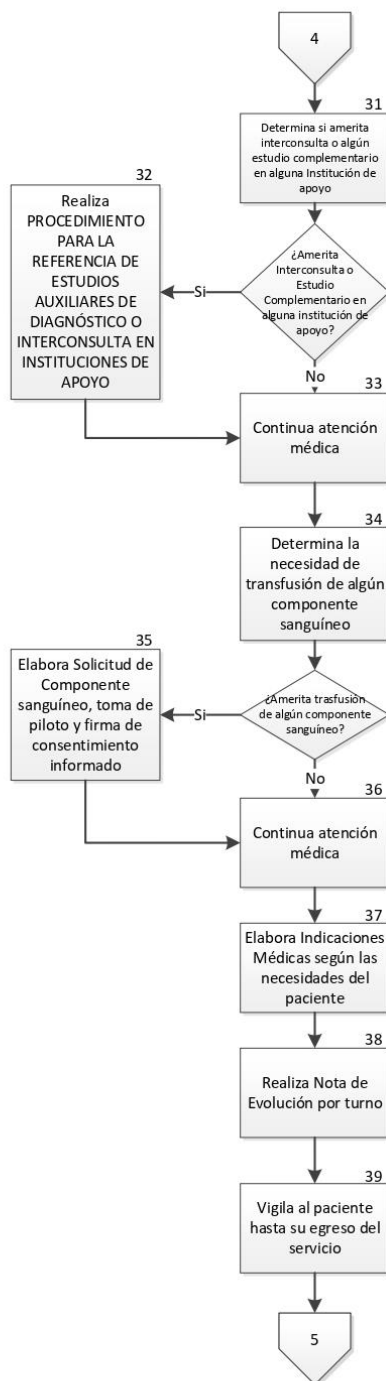 4
31
Determina si amerita
interconsulta o algún
estudio complementario
en alguna Institución de
apoyo
32
Realiza
PROCEDIMIENTO
PARA LA
REFERENCIA DE
ESTUDIOS
AUXILIARES DE
DIAGNÓSTICO O
INTERCONSULTA EN
INSTITUCIONES DE
APOYO
¿Amerita
Interconsulta o
Estudio
Complementario en
alguna institución de
apoyo?
Si
No
33
Continua atención
médica
34
Determina la
necesidad de
transfusión de algún
componente
sanguíneo
35
Elabora Solicitud de
Componente
sanguíneo, toma de
piloto y firma de
consentimiento
informado
¿Amerita trasfusión
de algún componente
sanguíneo?
Si
No
36
Continua atención
médica
37
Elabora Indicaciones
Médicas según las
necesidades del
paciente
38
Realiza Nota de
Evolución por turno
39
Vigila al paciente
hasta su egreso del
servicio
5